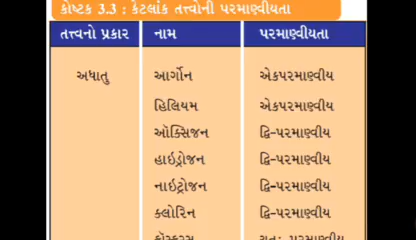 કોષ્ટક 3.3 : કેટલાંક તત્ત્વોની પરમાણ્વીયતા
તત્ત્વનો પ્રકાર નામ પરમાણ્વીયતા
અધાતુ આર્ગોન એકપરમાણ્વીય
હિલિયમ એકપરમાણ્વીય
ઑક્સિજન દ્વિ-પરમાણ્વીય
હાઇડ્રોજન દ્વિ-પરમાણ્વીય
નાઇટ્રોજન દ્વિ-પરમાણ્વીય
ક્લોરિન દ્વિ-પરમાણ્વીય